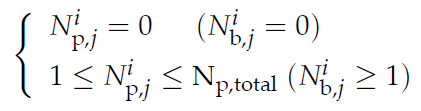 N^i_{p,j} = 0 (N^i_{b,j} = 0)
1 ≤ N^i_{p,j} ≤ N_{p,total} (N^i_{b,j} ≥ 1)